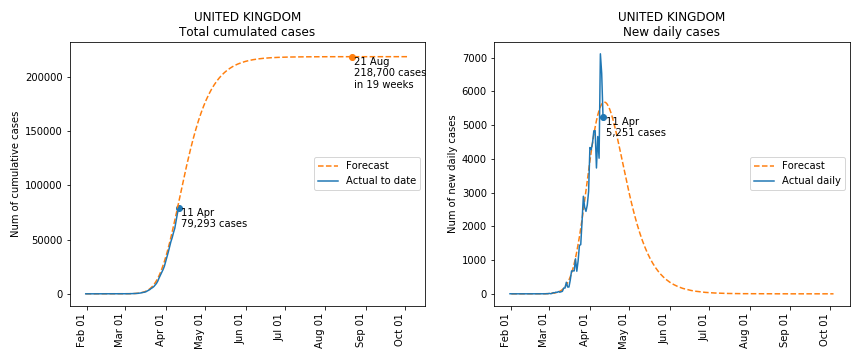 UNITED KINGDOM
Total cumulated cases
Num of cumulative cases
200000
150000
100000
50000
0
21 Aug
218,700 cases
in 19 weeks
Forecast
Actual to date
11 Apr
79,293 cases
Feb 01
Mar 01
Apr 01
May 01
Jun 01
Jul 01
Aug 01
Sep 01
Oct 01
UNITED KINGDOM
New daily cases
Num of new daily cases
7000
6000
5000
4000
3000
2000
1000
0
11 Apr
5,251 cases
Forecast
Actual daily
Feb 01
Mar 01
Apr 01
May 01
Jun 01
Jul 01
Aug 01
Sep 01
Oct 01